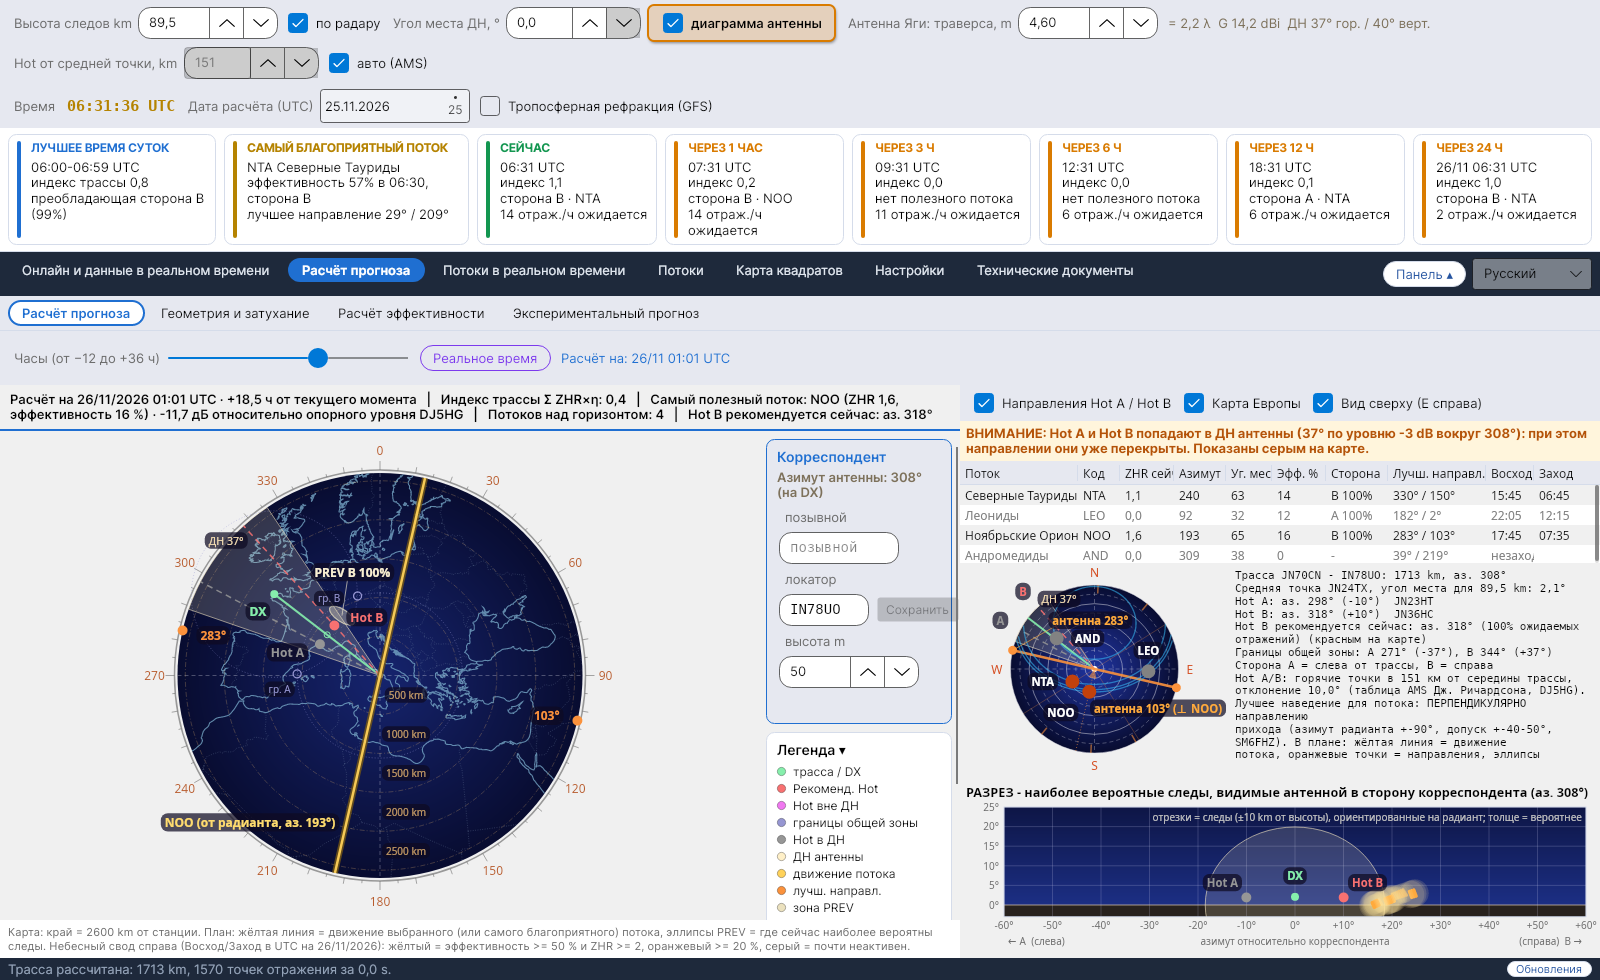 Высота следов km 89,5 по радару Угол места ДН, ° 0,0 диаграмма антенны Антенна Яги: траверса, m 4,60 = 2,2 λ G 14,2 dBi ДН 37° гор. / 40° верт.
Hot от средней точки, km 151 авто (AMS)
Время 06:31:36 UTC Дата расчёта (UTC) 25.11.2026 25 Тропосферная рефракция (GFS)
ЛУЧШЕЕ ВРЕМЯ СУТОК
06:00-06:59 UTC
индекс трассы 0,8
преобладающая сторона B
(99%)
САМЫЙ БЛАГОПРИЯТНЫЙ ПОТОК
NTA Северные Тауриды
эффективность 57% в 06:30,
сторона B
лучшее направление 29° / 209°
СЕЙЧАС
06:31 UTC
индекс 1,1
сторона B · NTA
14 отраж./ч ожидается
ЧЕРЕЗ 1 ЧАС
07:31 UTC
индекс 0,2
сторона B · NOO
14 отраж./ч
ожидается
ЧЕРЕЗ 3 Ч
09:31 UTC
индекс 0,0
нет полезного потока
11 отраж./ч ожидается
ЧЕРЕЗ 6 Ч
12:31 UTC
индекс 0,0
нет полезного потока
6 отраж./ч ожидается
ЧЕРЕЗ 12 Ч
18:31 UTC
индекс 0,1
сторона A · NTA
6 отраж./ч ожидается
ЧЕРЕЗ 24 Ч
26/11 06:31 UTC
индекс 1,0
сторона B · NTA
2 отраж./ч ожидается
Онлайн и данные в реальном времени Расчёт прогноза Потоки в реальном времени Потоки Карта квадратов Настройки Технические документы Панель ▴ Русский
Расчёт прогноза Геометрия и затухание Расчёт эффективности Экспериментальный прогноз
Часы (от −12 до +36 ч) Реальное время Расчёт на: 26/11 01:01 UTC
Расчёт на 26/11/2026 01:01 UTC · +18,5 ч от текущего момента | Индекс трассы Σ ZHR×η: 0,4 | Самый полезный поток: NOO (ZHR 1,6,
эффективность 16 %) · -11,7 дБ относительно опорного уровня DJ5HG | Потоков над горизонтом: 4 | Hot B рекомендуется сейчас: аз. 318°
0
330
30
ДН 37°
300
60
PREV B 100%
гр. B
DX
Hot B
283°
Hot A
270
90
гр. A
500 km
103°
1000 km
1500 km
240
120
2000 km
NOO (от радианта, аз. 193°)
2500 km
210
150
180
Корреспондент
Азимут антенны: 308°
(на DX)
позывной
позывной
локатор
IN78UO Сохранить
высота m
50
Легенда ▾
трасса / DX
Рекоменд. Hot
Hot вне ДН
границы общей зоны
Hot в ДН
ДН антенны
движение потока
лучш. направл.
зона PREV
Карта: край = 2600 km от станции. План: жёлтая линия = движение выбранного (или самого благоприятного) потока, эллипсы PREV = где сейчас наиболее вероятны
следы. Небесный свод справа (Восход/Заход в UTC на 26/11/2026): жёлтый = эффективность >= 50 % и ZHR >= 2, оранжевый >= 20 %, серый = почти неактивен.
Направления Hot A / Hot B Карта Европы Вид сверху (E справа)
ВНИМАНИЕ: Hot A и Hot B попадают в ДН антенны (37° по уровню -3 dB вокруг 308°): при этом
направлении они уже перекрыты. Показаны серым на карте.
Поток Код ZHR сей Азимут Уг. мес Эфф. % Сторона Лучш. направл. Восход Заход
Северные Тауриды NTA 1,1 240 63 14 B 100% 330° / 150° 15:45 06:45
Леониды LEO 0,0 92 32 12 A 100% 182° / 2° 22:05 12:15
Ноябрьские Орион NOO 1,6 193 65 16 B 100% 283° / 103° 17:45 07:35
Андромедиды AND 0,0 309 38 0 - 39° / 219° незаход
N
B
ДН 37°
A
антенна 283°
AND
LEO
W
E
NTA
NOO
антенна 103° (⊥ NOO)
S
Трасса JN70CN - IN78UO: 1713 km, аз. 308°
Средняя точка JN24TX, угол места для 89,5 km: 2,1°
Hot A: аз. 298° (-10°) JN23HT
Hot B: аз. 318° (+10°) JN36HC
Hot B рекомендуется сейчас: аз. 318° (100% ожидаемых
отражений) (красным на карте)
Границы общей зоны: A 271° (-37°), B 344° (+37°)
Сторона A = слева от трассы, B = справа
Hot A/B: горячие точки в 151 km от середины трассы,
отклонение 10,0° (таблица AMS Дж. Ричардсона, DJ5HG).
Лучшее наведение для потока: ПЕРПЕНДИКУЛЯРНО
направлению
прихода (азимут радианта +-90°, допуск +-40-50°,
SM6FHZ). В плане: жёлтая линия = движение
потока, оранжевые точки = направления, эллипсы
РАЗРЕЗ - наиболее вероятные следы, видимые антенной в сторону корреспондента (аз. 308°)
отрезки = следы (±10 km от высоты), ориентированные на радиант; толще = вероятнее
25°
20°
15°
10°
5°
0°
Hot A
DX
Hot B
-60° -50° -40° -30° -20° -10° 0° +10° +20° +30° +40° +50° +60°
← A (слева) азимут относительно корреспондента (справа) B →
Трасса рассчитана: 1713 km, 1570 точек отражения за 0,0 s. Обновления